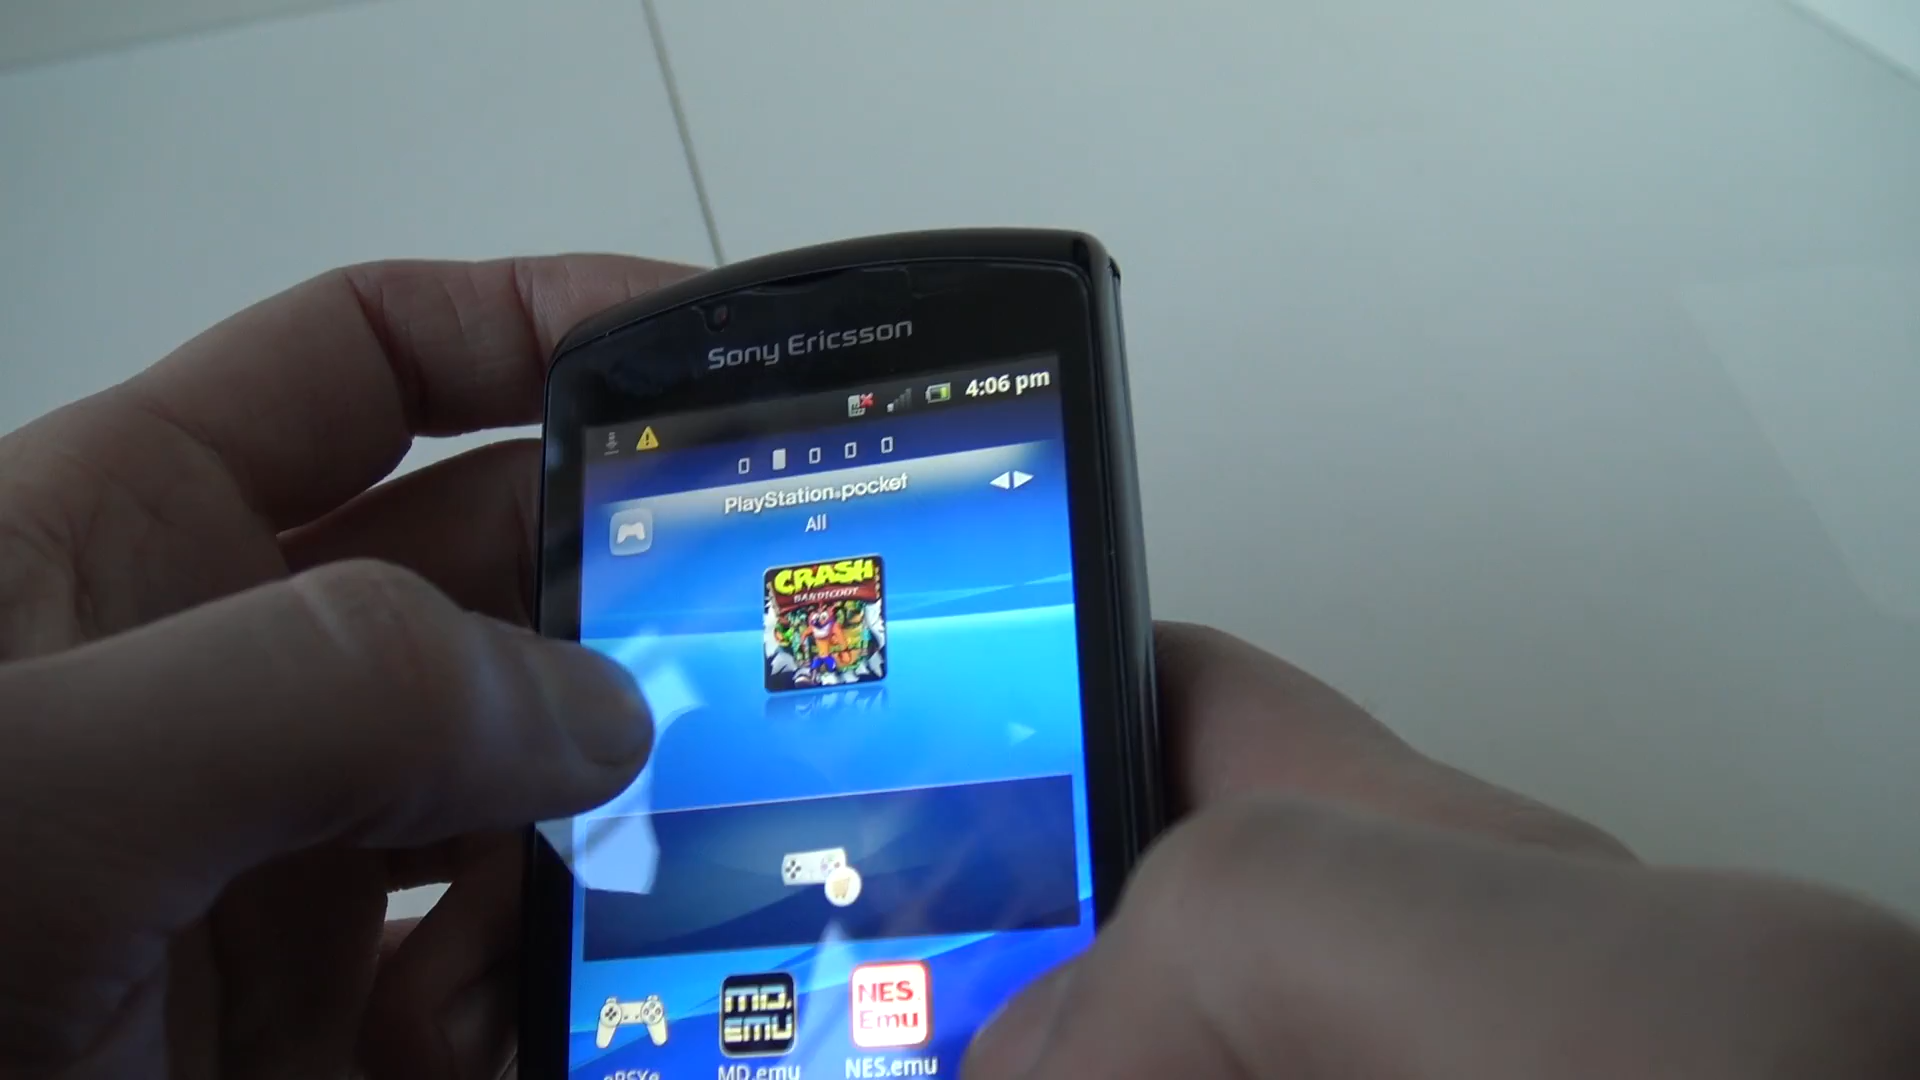 Sony Ericsson
4:06 pm
PlayStation®pocket
All
CRASH
BANDICOOT
MD.
EMU
NES.
Emu
MD.emu
NES.emu